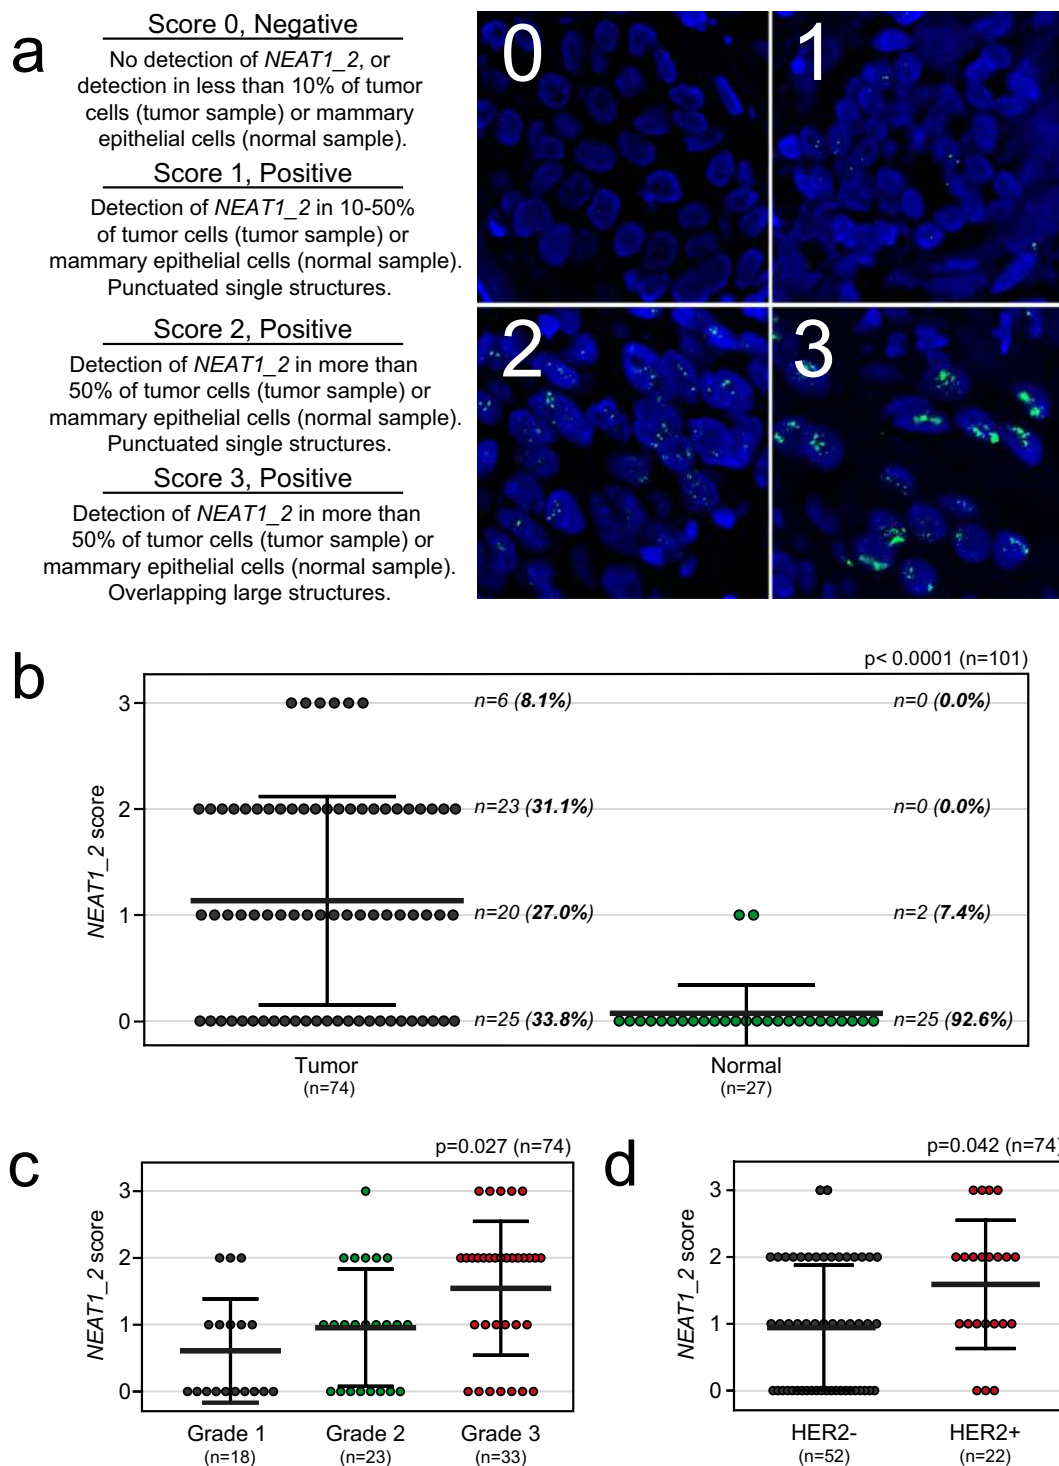 a
Score 0, Negative
No detection of NEAT1_2, or
detection in less than 10% of tumor
cells (tumor sample) or mammary
epithelial cells (normal sample).
Score 1, Positive
Detection of NEAT1_2 in 10-50%
of tumor cells (tumor sample) or
mammary epithelial cells (normal sample).
Punctuated single structures.
Score 2, Positive
Detection of NEAT1_2 in more than
50% of tumor cells (tumor sample) or
mammary epithelial cells (normal sample).
Punctuated single structures.
Score 3, Positive
Detection of NEAT1_2 in more than
50% of tumor cells (tumor sample) or
mammary epithelial cells (normal sample).
Overlapping large structures.
0
1
2
3
b
p< 0.0001 (n=101)
NEAT1_2 score
3
n=6 (8.1%)
n=0 (0.0%)
2
n=23 (31.1%)
n=0 (0.0%)
1
n=20 (27.0%)
n=2 (7.4%)
0
n=25 (33.8%)
n=25 (92.6%)
Tumor
(n=74)
Normal
(n=27)
c
p=0.027 (n=74)
NEAT1_2 score
3
2
1
0
Grade 1
(n=18)
Grade 2
(n=23)
Grade 3
(n=33)
d
p=0.042 (n=74)
NEAT1_2 score
3
2
1
0
HER2-
(n=52)
HER2+
(n=22)